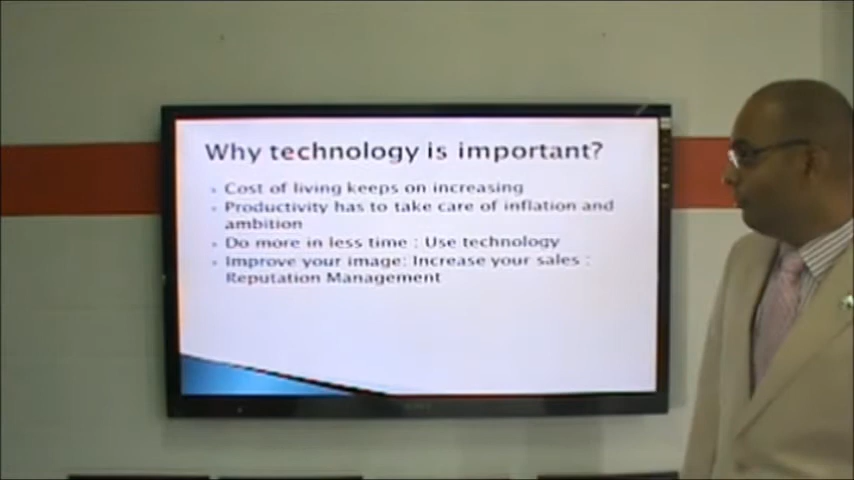 Why technology is important?
Cost of living keeps on increasing
Productivity has to take care of inflation and
ambition
Do more in less time : Use technology
Improve your image: Increase your sales :
Reputation Management